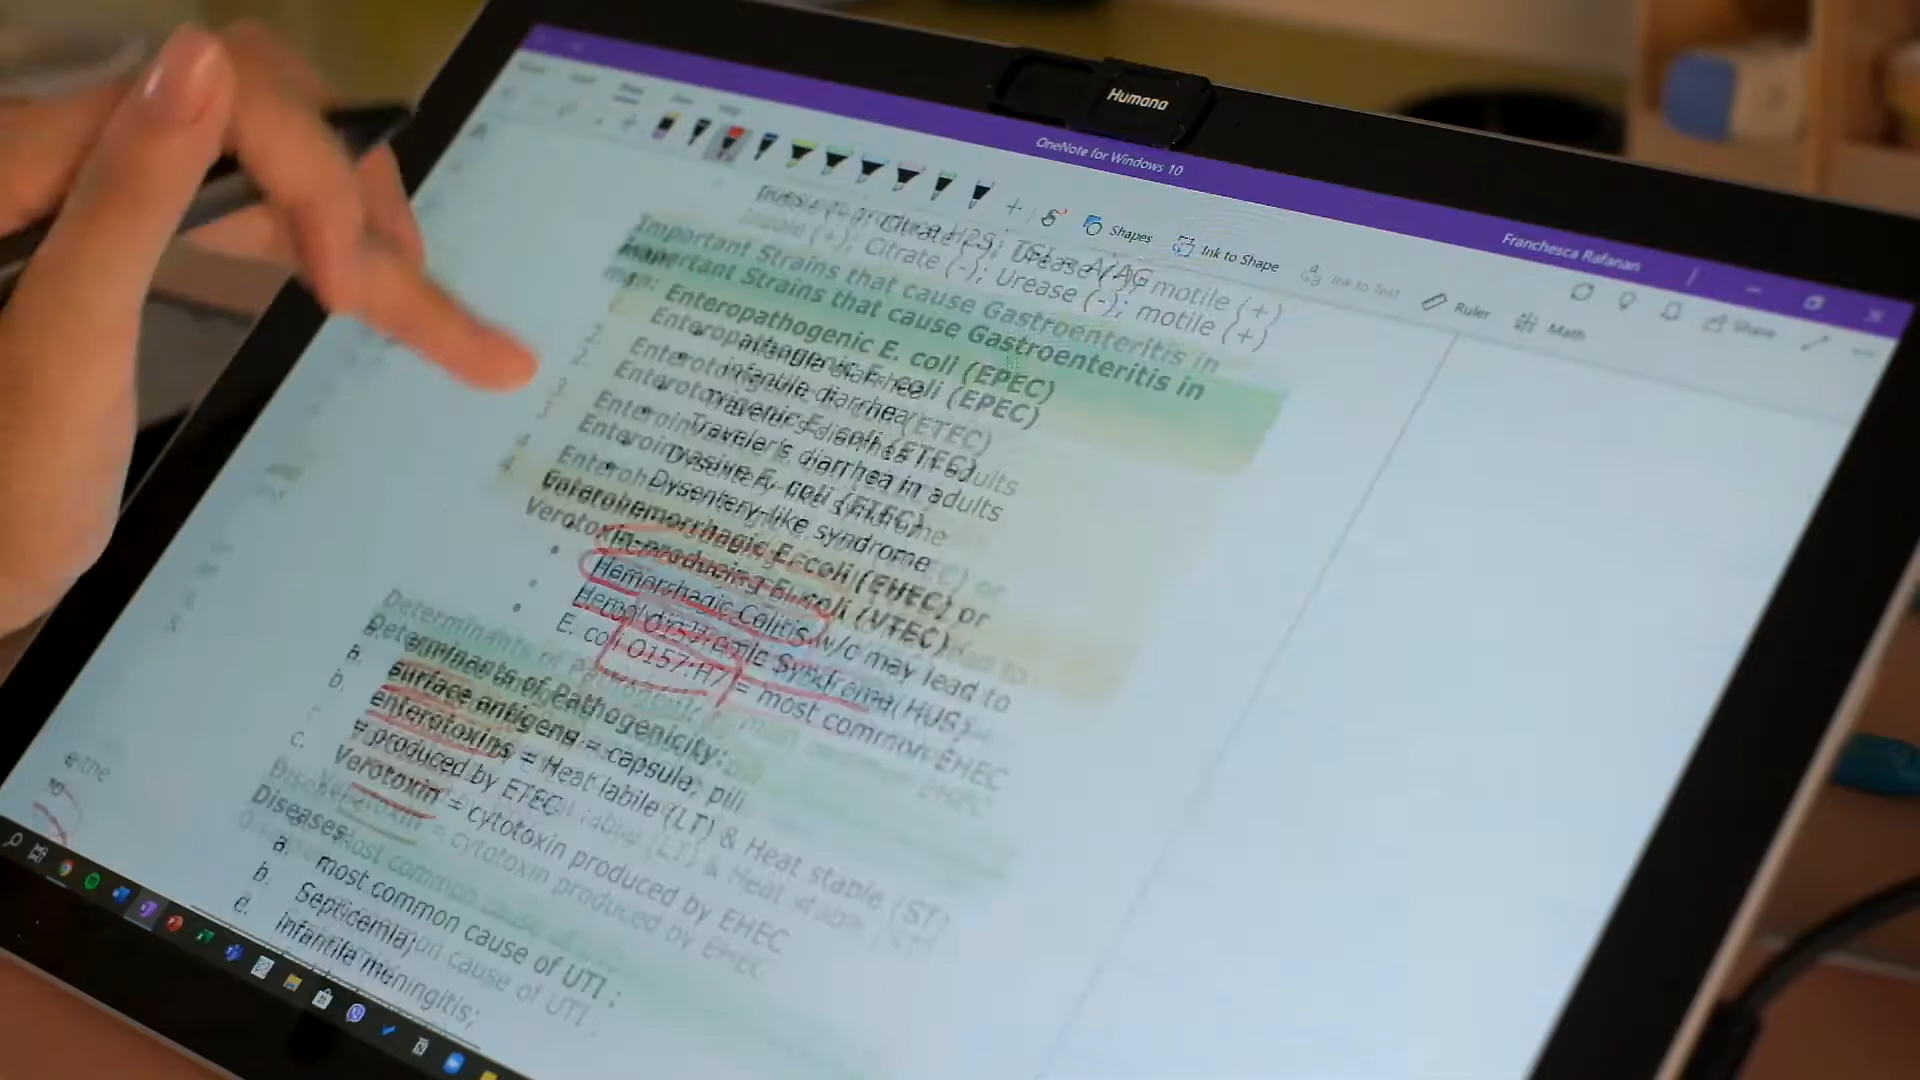 Humana
OneNote for Windows 10
Franchesca Rafanan
Shapes
Ink to Shape
Ink to Text
Ruler
Math
Share
Citrate (-); Urease (-); motile (+)
Important Strains that cause Gastroenteritis in
man:
Enteropathogenic E. coli (EPEC)
infantile diarrhea
2. Enterotoxigenic E. coli (ETEC)
Traveler's diarrhea in adults
3. Enteroinvasive E. coli (EIEC)
Dysentery-like syndrome
4. Enterohemorrhagic E. coli (EHEC) or
Verotoxin-producing E. coli (VTEC)
• Hemorrhagic Colitis w/c may lead to
• Hemolytic Uremic Syndrome (HUS)
• E. coli O157:H7 = most common EHEC
Determinants of Pathogenicity:
a. surface antigens = capsule, pili
b. enterotoxins = Heat labile (LT) & Heat stable (ST)
= produced by ETEC
c. Verotoxin = cytotoxin produced by EHEC
Diseases:
a. most common cause of UTI ;
b. Septicemia;
infantile meningitis;